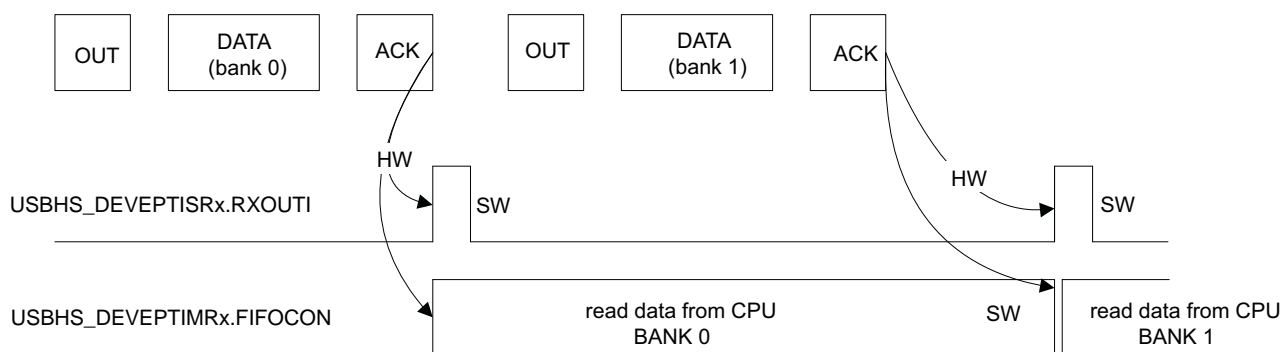 OUT
DATA
(bank 0)
ACK
OUT
DATA
(bank 1)
ACK
HW
HW
USBHS_DEVEPTISRx.RXOUTI
SW
SW
USBHS_DEVEPTIMRx.FIFOCON
read data from CPU
BANK 0
SW
read data from CPU
BANK 1